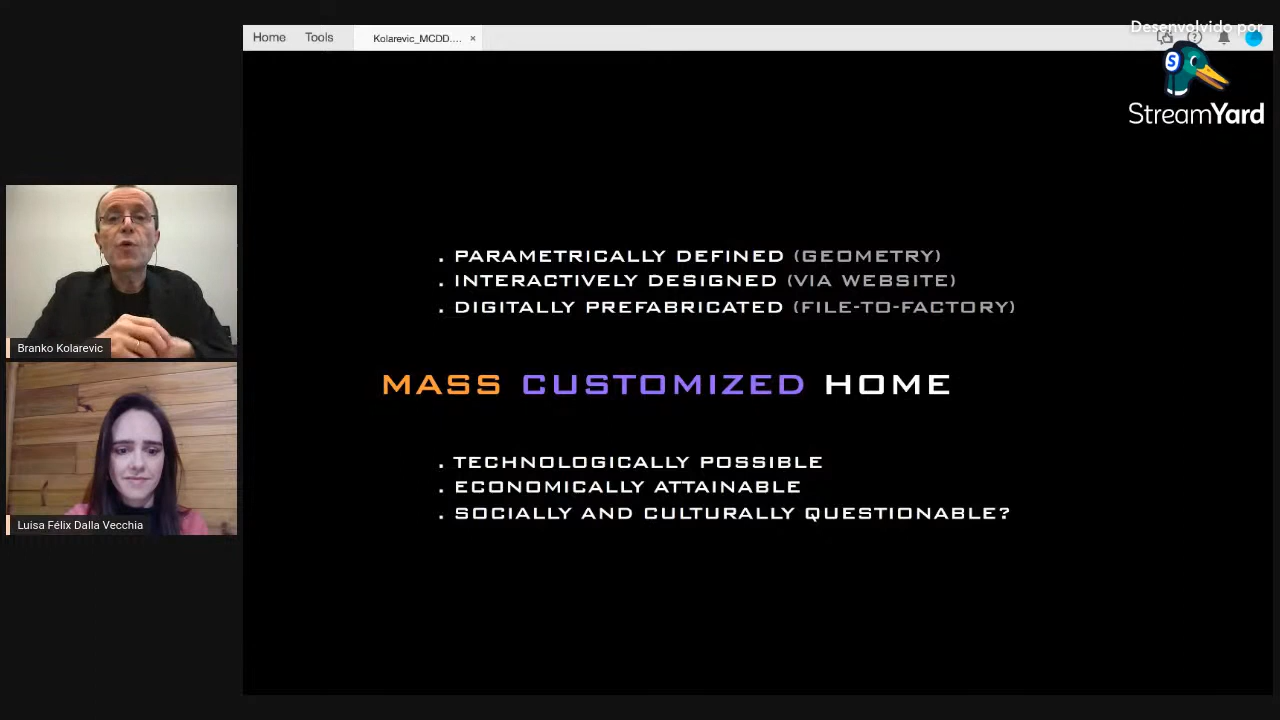 Home Tools Kolarevic_MCDD.... ×
Desenvolvido por
StreamYard
. PARAMETRICALLY DEFINED (GEOMETRY)
. INTERACTIVELY DESIGNED (VIA WEBSITE)
. DIGITALLY PREFABRICATED (FILE-TO-FACTORY)
MASS CUSTOMIZED HOME
. TECHNOLOGICALLY POSSIBLE
. ECONOMICALLY ATTAINABLE
. SOCIALLY AND CULTURALLY QUESTIONABLE?
Branko Kolarevic
Luisa Félix Dalla Vecchia